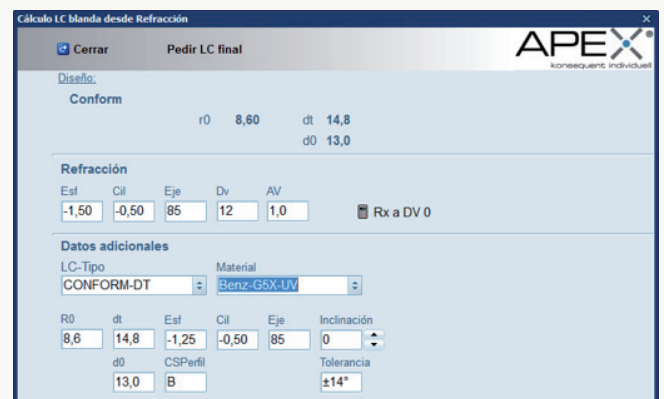 Cálculo LC blanda desde Refracción
Cerrar Pedir LC final
APEX®
konsequent individuell
Diseño:
Conform
r0 8,60 dt 14,8
d0 13,0
Refracción
Esf Cil Eje Dv AV
-1,50 -0,50 85 12 1,0 Rx a DV 0
Datos adicionales
LC-Tipo Material
CONFORM-DT Benz-G5X-UV
R0 dt Esf Cil Eje Inclinación
8,6 14,8 -1,25 -0,50 85 0
d0 CSPerfil Tolerancia
13,0 B ±14°